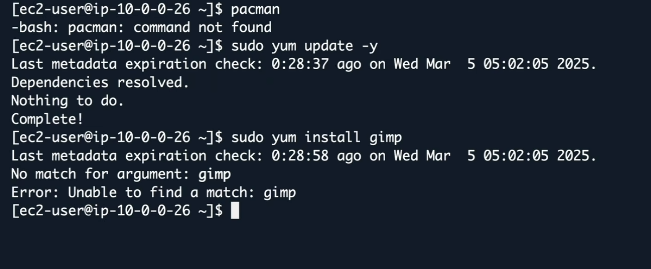 [ec2-user@ip-10-0-0-26 ~]$ pacman
-bash: pacman: command not found
[ec2-user@ip-10-0-0-26 ~]$ sudo yum update -y
Last metadata expiration check: 0:28:37 ago on Wed Mar  5 05:02:05 2025.
Dependencies resolved.
Nothing to do.
Complete!
[ec2-user@ip-10-0-0-26 ~]$ sudo yum install gimp
Last metadata expiration check: 0:28:58 ago on Wed Mar  5 05:02:05 2025.
No match for argument: gimp
Error: Unable to find a match: gimp
[ec2-user@ip-10-0-0-26 ~]$